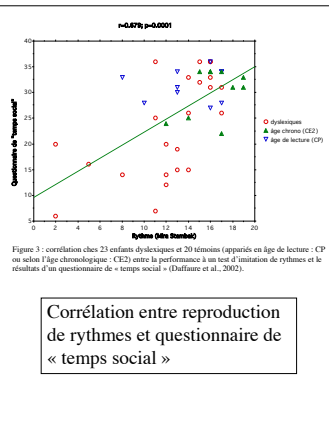 r=0.579; p=0.0001
40
35
30
25
20
15
10
5
Questionnaire de "temps social"
0 2 4 6 8 10 12 14 16 18 20
Rythme (Mira Stambak)
dyslexiques
âge chrono (CE2)
âge de lecture (CP)
Figure 3 : corrélation ches 23 enfants dyslexiques et 20 témoins (appariés en âge de lecture : CP
ou selon l'âge chronologique : CE2) entre la performance à un test d'imitation de rythmes et le
résultats d'un questionnaire de « temps social » (Daffaure et al., 2002).
Corrélation entre reproduction
de rythmes et questionnaire de
« temps social »